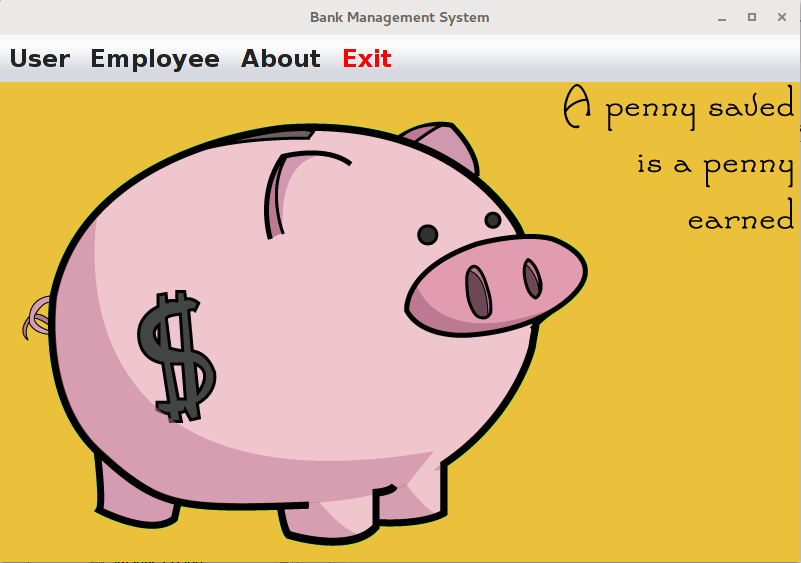 Bank Management System
User Employee About Exit
A penny saved
is a penny
earned
$